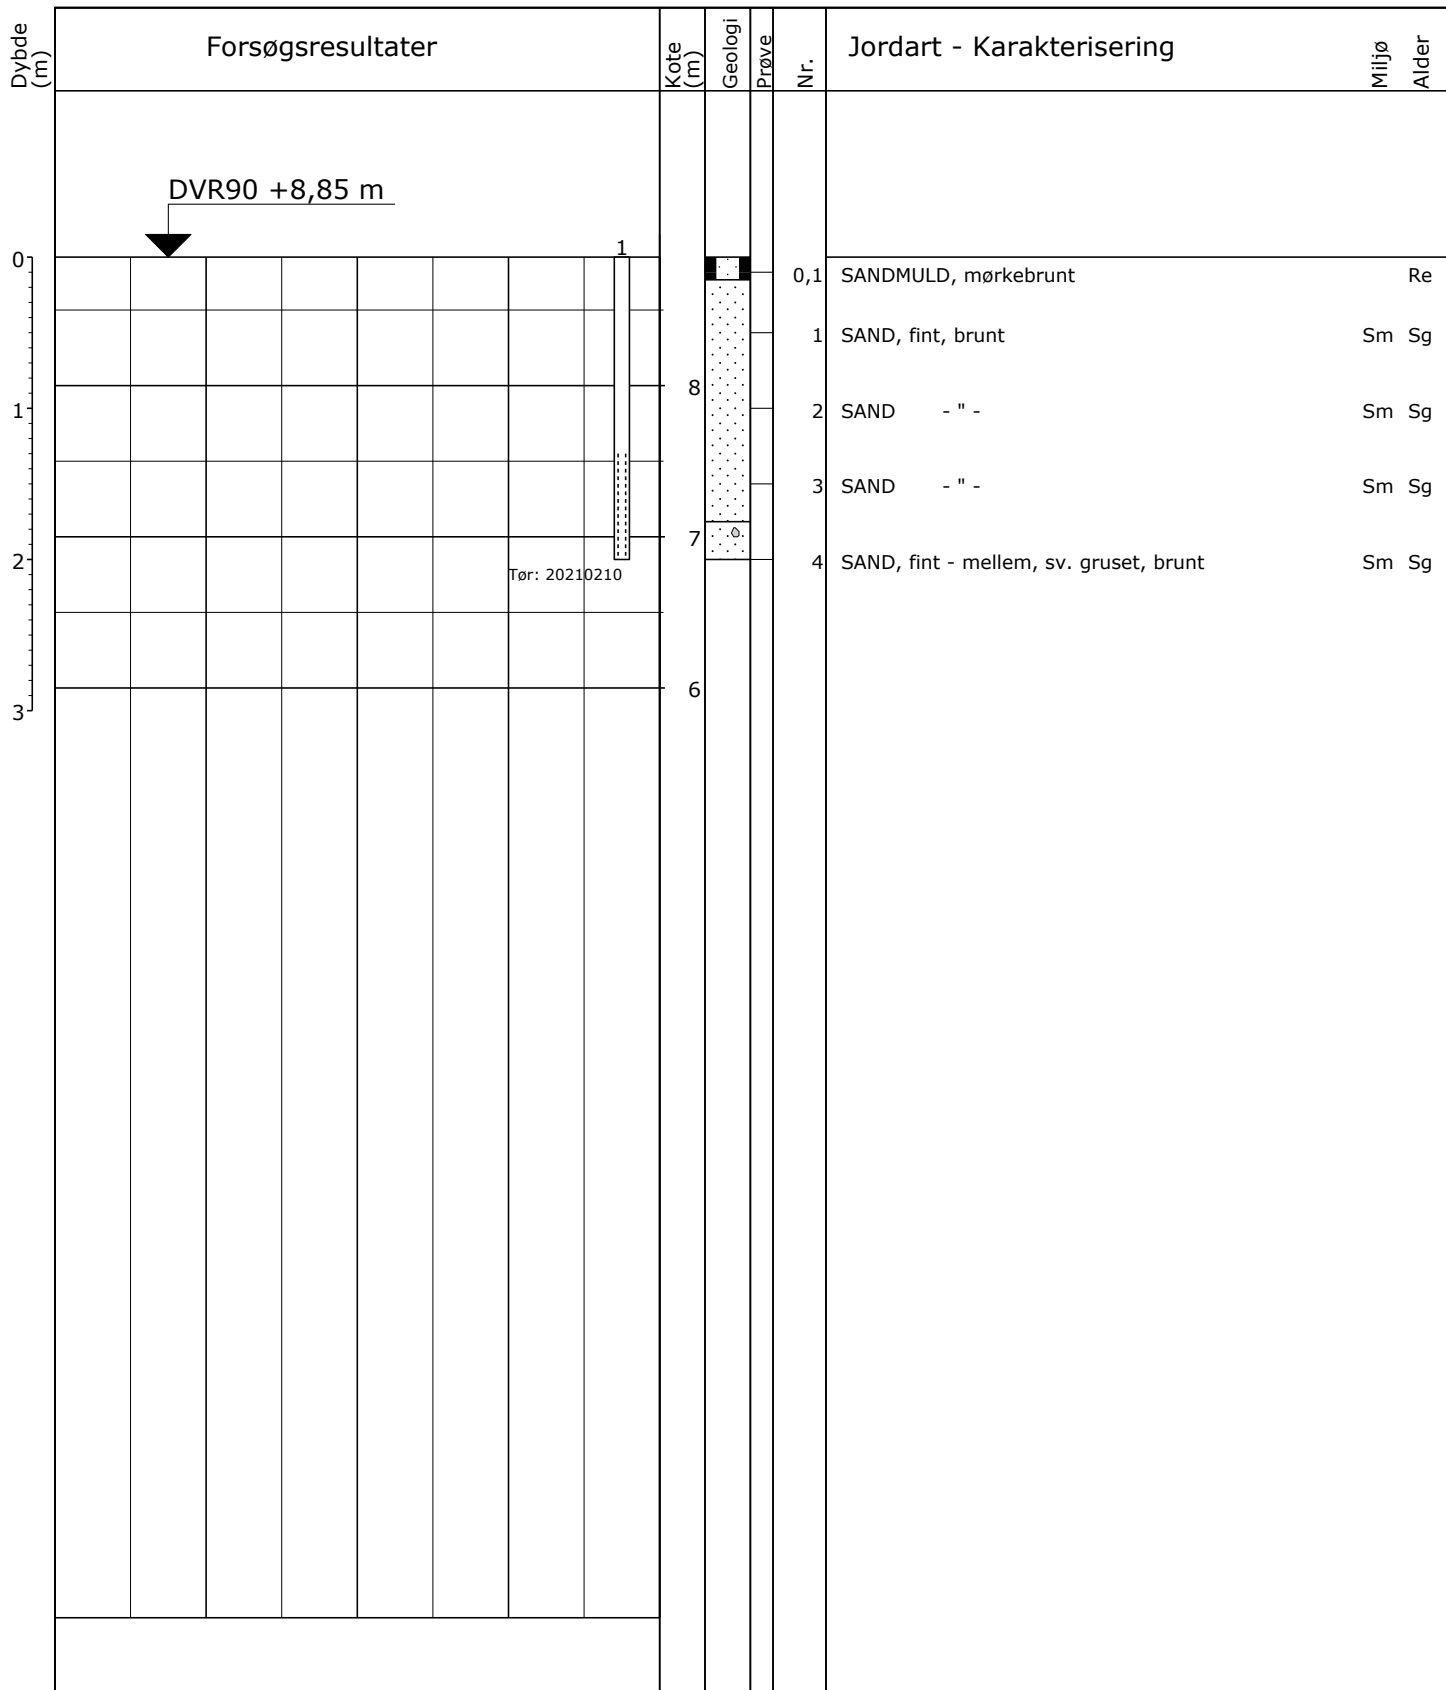 Dybde (m)
Forsøgsresultater
Kote (m)
Geologi
Prøve
Nr.
Jordart - Karakterisering
Miljø
Alder
DVR90 +8,85 m
1
0
0,1 SANDMULD, mørkebrunt Re
1 SAND, fint, brunt Sm Sg
8
1
2 SAND - " - Sm Sg
3 SAND - " - Sm Sg
7
2
4 SAND, fint - mellem, sv. gruset, brunt Sm Sg
Tør: 20210210
6
3